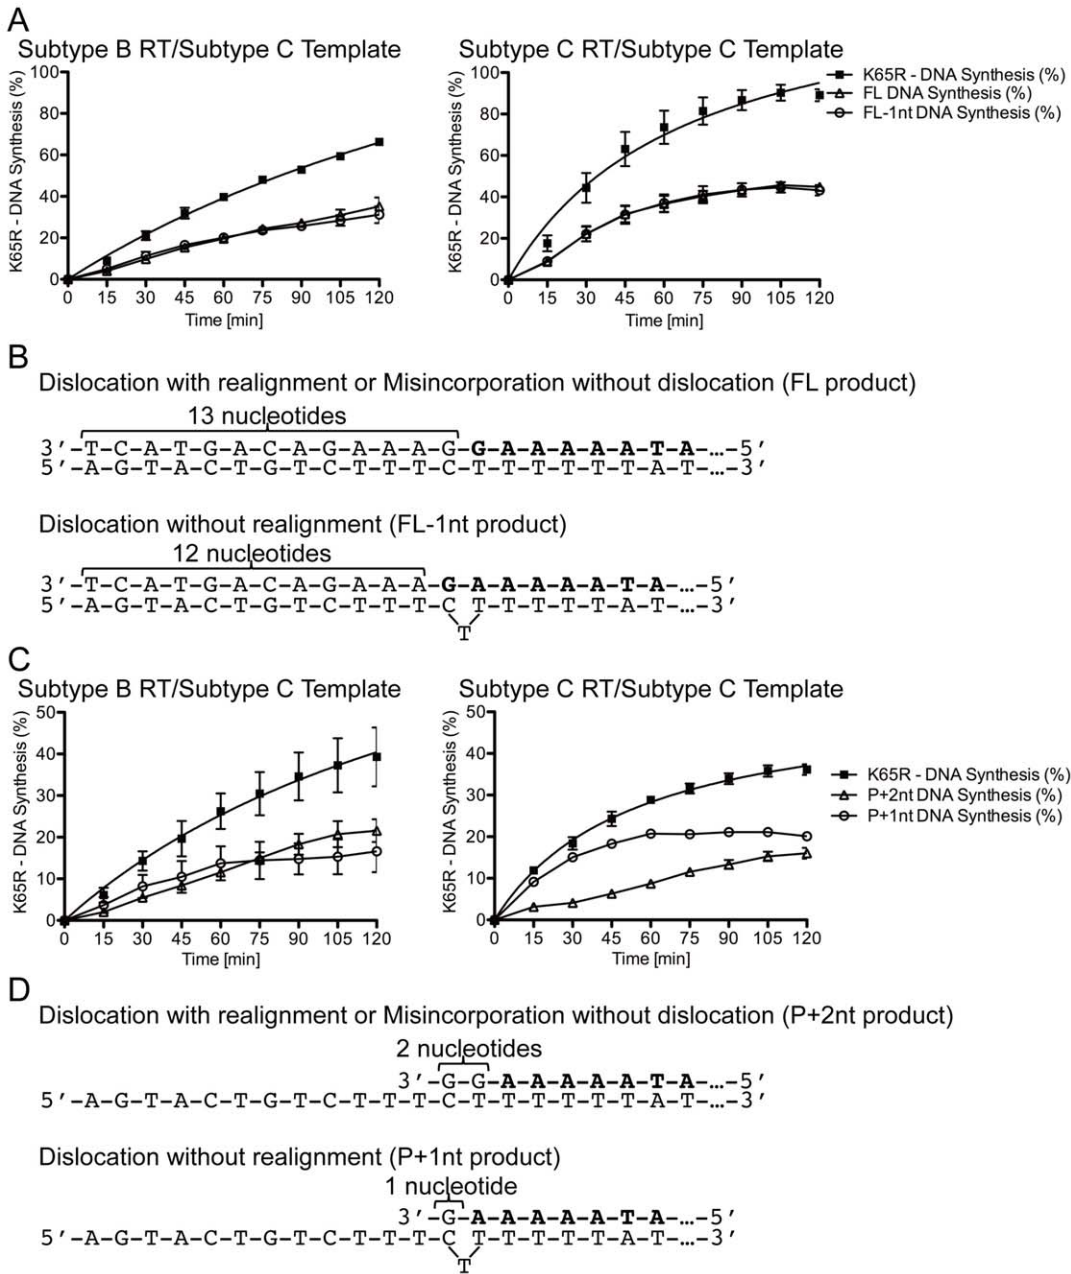 A
Subtype B RT/Subtype C Template
K65R - DNA Synthesis (%)
100
80
60
40
20
0
0 15 30 45 60 75 90 105 120
Time [min]
Subtype C RT/Subtype C Template
K65R - DNA Synthesis (%)
100
80
60
40
20
0
0 15 30 45 60 75 90 105 120
Time [min]
K65R - DNA Synthesis (%)
FL DNA Synthesis (%)
FL-1nt DNA Synthesis (%)
B
Dislocation with realignment or Misincorporation without dislocation (FL product)
13 nucleotides
3′-T-C-A-T-G-A-C-A-G-A-A-A-G-G-A-A-A-A-A-T-A-…-5′
5′-A-G-T-A-C-T-G-T-C-T-T-T-C-T-T-T-T-T-T-A-T-…-3′
Dislocation without realignment (FL-1nt product)
12 nucleotides
3′-T-C-A-T-G-A-C-A-G-A-A-A-G-A-A-A-A-A-T-A-…-5′
5′-A-G-T-A-C-T-G-T-C-T-T-T-C T-T-T-T-T-A-T-…-3′
T
C
Subtype B RT/Subtype C Template
K65R - DNA Synthesis (%)
50
40
30
20
10
0
0 15 30 45 60 75 90 105 120
Time [min]
Subtype C RT/Subtype C Template
K65R - DNA Synthesis (%)
50
40
30
20
10
0
0 15 30 45 60 75 90 105 120
Time [min]
K65R - DNA Synthesis (%)
P+2nt DNA Synthesis (%)
P+1nt DNA Synthesis (%)
D
Dislocation with realignment or Misincorporation without dislocation (P+2nt product)
2 nucleotides
3′-G-G-A-A-A-A-A-T-A-…-5′
5′-A-G-T-A-C-T-G-T-C-T-T-T-C-T-T-T-T-T-T-A-T-…-3′
Dislocation without realignment (P+1nt product)
1 nucleotide
3′-G-A-A-A-A-A-T-A-…-5′
5′-A-G-T-A-C-T-G-T-C-T-T-T-C T-T-T-T-T-A-T-…-3′
T